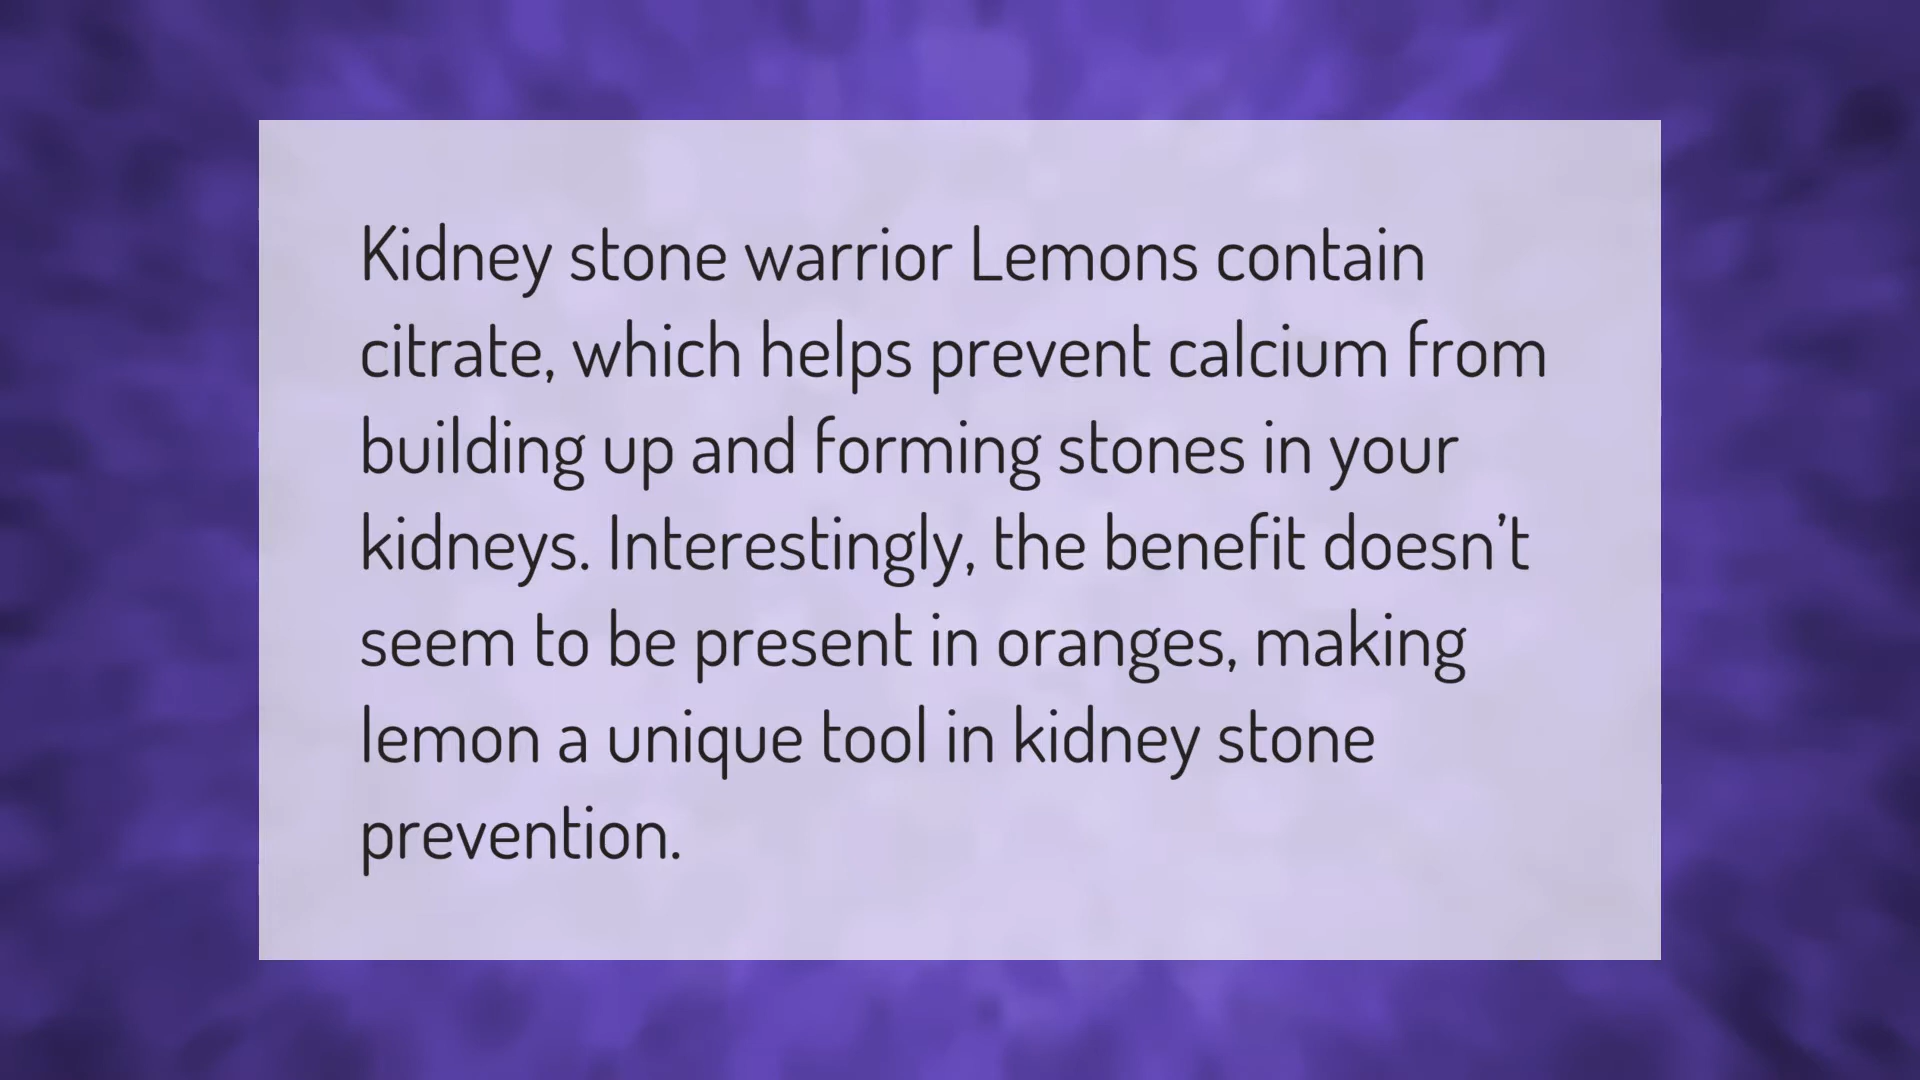 Kidney stone warrior Lemons contain
citrate, which helps prevent calcium from
building up and forming stones in your
kidneys. Interestingly, the benefit doesn’t
seem to be present in oranges, making
lemon a unique tool in kidney stone
prevention.